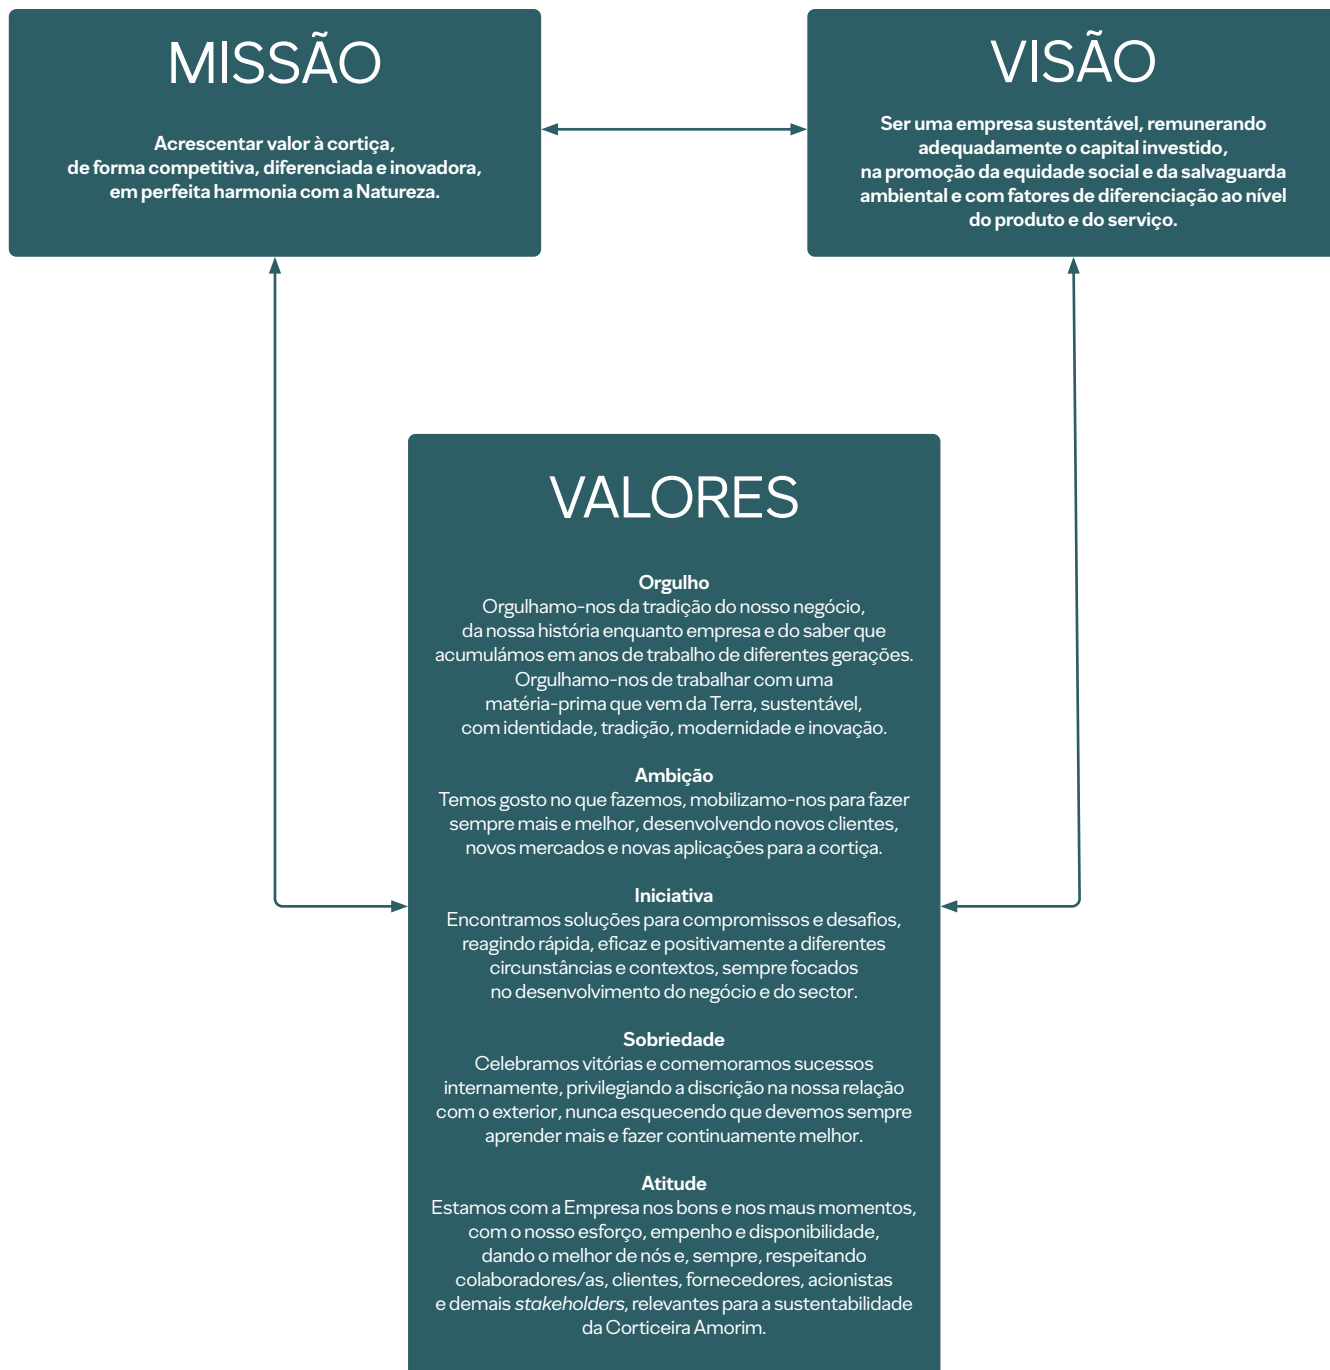 MISSÃO
Acrescentar valor à cortiça,
de forma competitiva, diferenciada e inovadora,
em perfeita harmonia com a Natureza.
VISÃO
Ser uma empresa sustentável, remunerando
adequadamente o capital investido,
na promoção da equidade social e da salvaguarda
ambiental e com fatores de diferenciação ao nível
do produto e do serviço.
VALORES
Orgulho
Orgulhamo-nos da tradição do nosso negócio,
da nossa história enquanto empresa e do saber que
acumulámos em anos de trabalho de diferentes gerações.
Orgulhamo-nos de trabalhar com uma
matéria-prima que vem da Terra, sustentável,
com identidade, tradição, modernidade e inovação.
Ambição
Temos gosto no que fazemos, mobilizamo-nos para fazer
sempre mais e melhor, desenvolvendo novos clientes,
novos mercados e novas aplicações para a cortiça.
Iniciativa
Encontramos soluções para compromissos e desafios,
reagindo rápida, eficaz e positivamente a diferentes
circunstâncias e contextos, sempre focados
no desenvolvimento do negócio e do sector.
Sobriedade
Celebramos vitórias e comemoramos sucessos
internamente, privilegiando a discrição na nossa relação
com o exterior, nunca esquecendo que devemos sempre
aprender mais e fazer continuamente melhor.
Atitude
Estamos com a Empresa nos bons e nos maus momentos,
com o nosso esforço, empenho e disponibilidade,
dando o melhor de nós e, sempre, respeitando
colaboradores/as, clientes, fornecedores, acionistas
e demais stakeholders, relevantes para a sustentabilidade
da Corticeira Amorim.